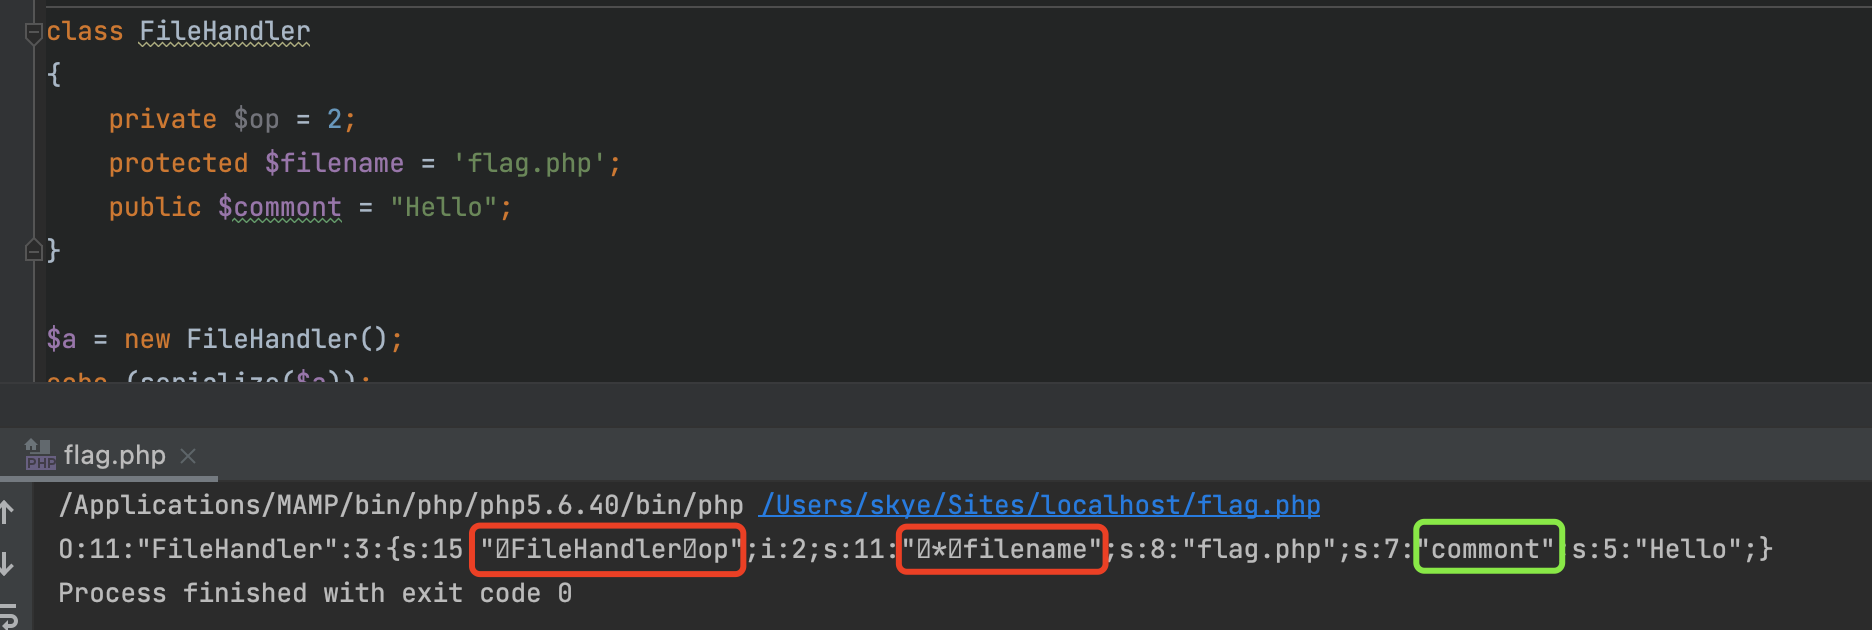 class FileHandler
{
private $op = 2;
protected $filename = 'flag.php';
public $commont = "Hello";
}
$a = new FileHandler();
echo (serialize($a));
flag.php
/Applications/MAMP/bin/php/php5.6.40/bin/php /Users/skye/Sites/localhost/flag.php
O:11:"FileHandler":3:{s:15 "�FileHandler�op";i:2;s:11:"�*�filename";s:8:"flag.php";s:7:"commont";s:5:"Hello";}
Process finished with exit code 0